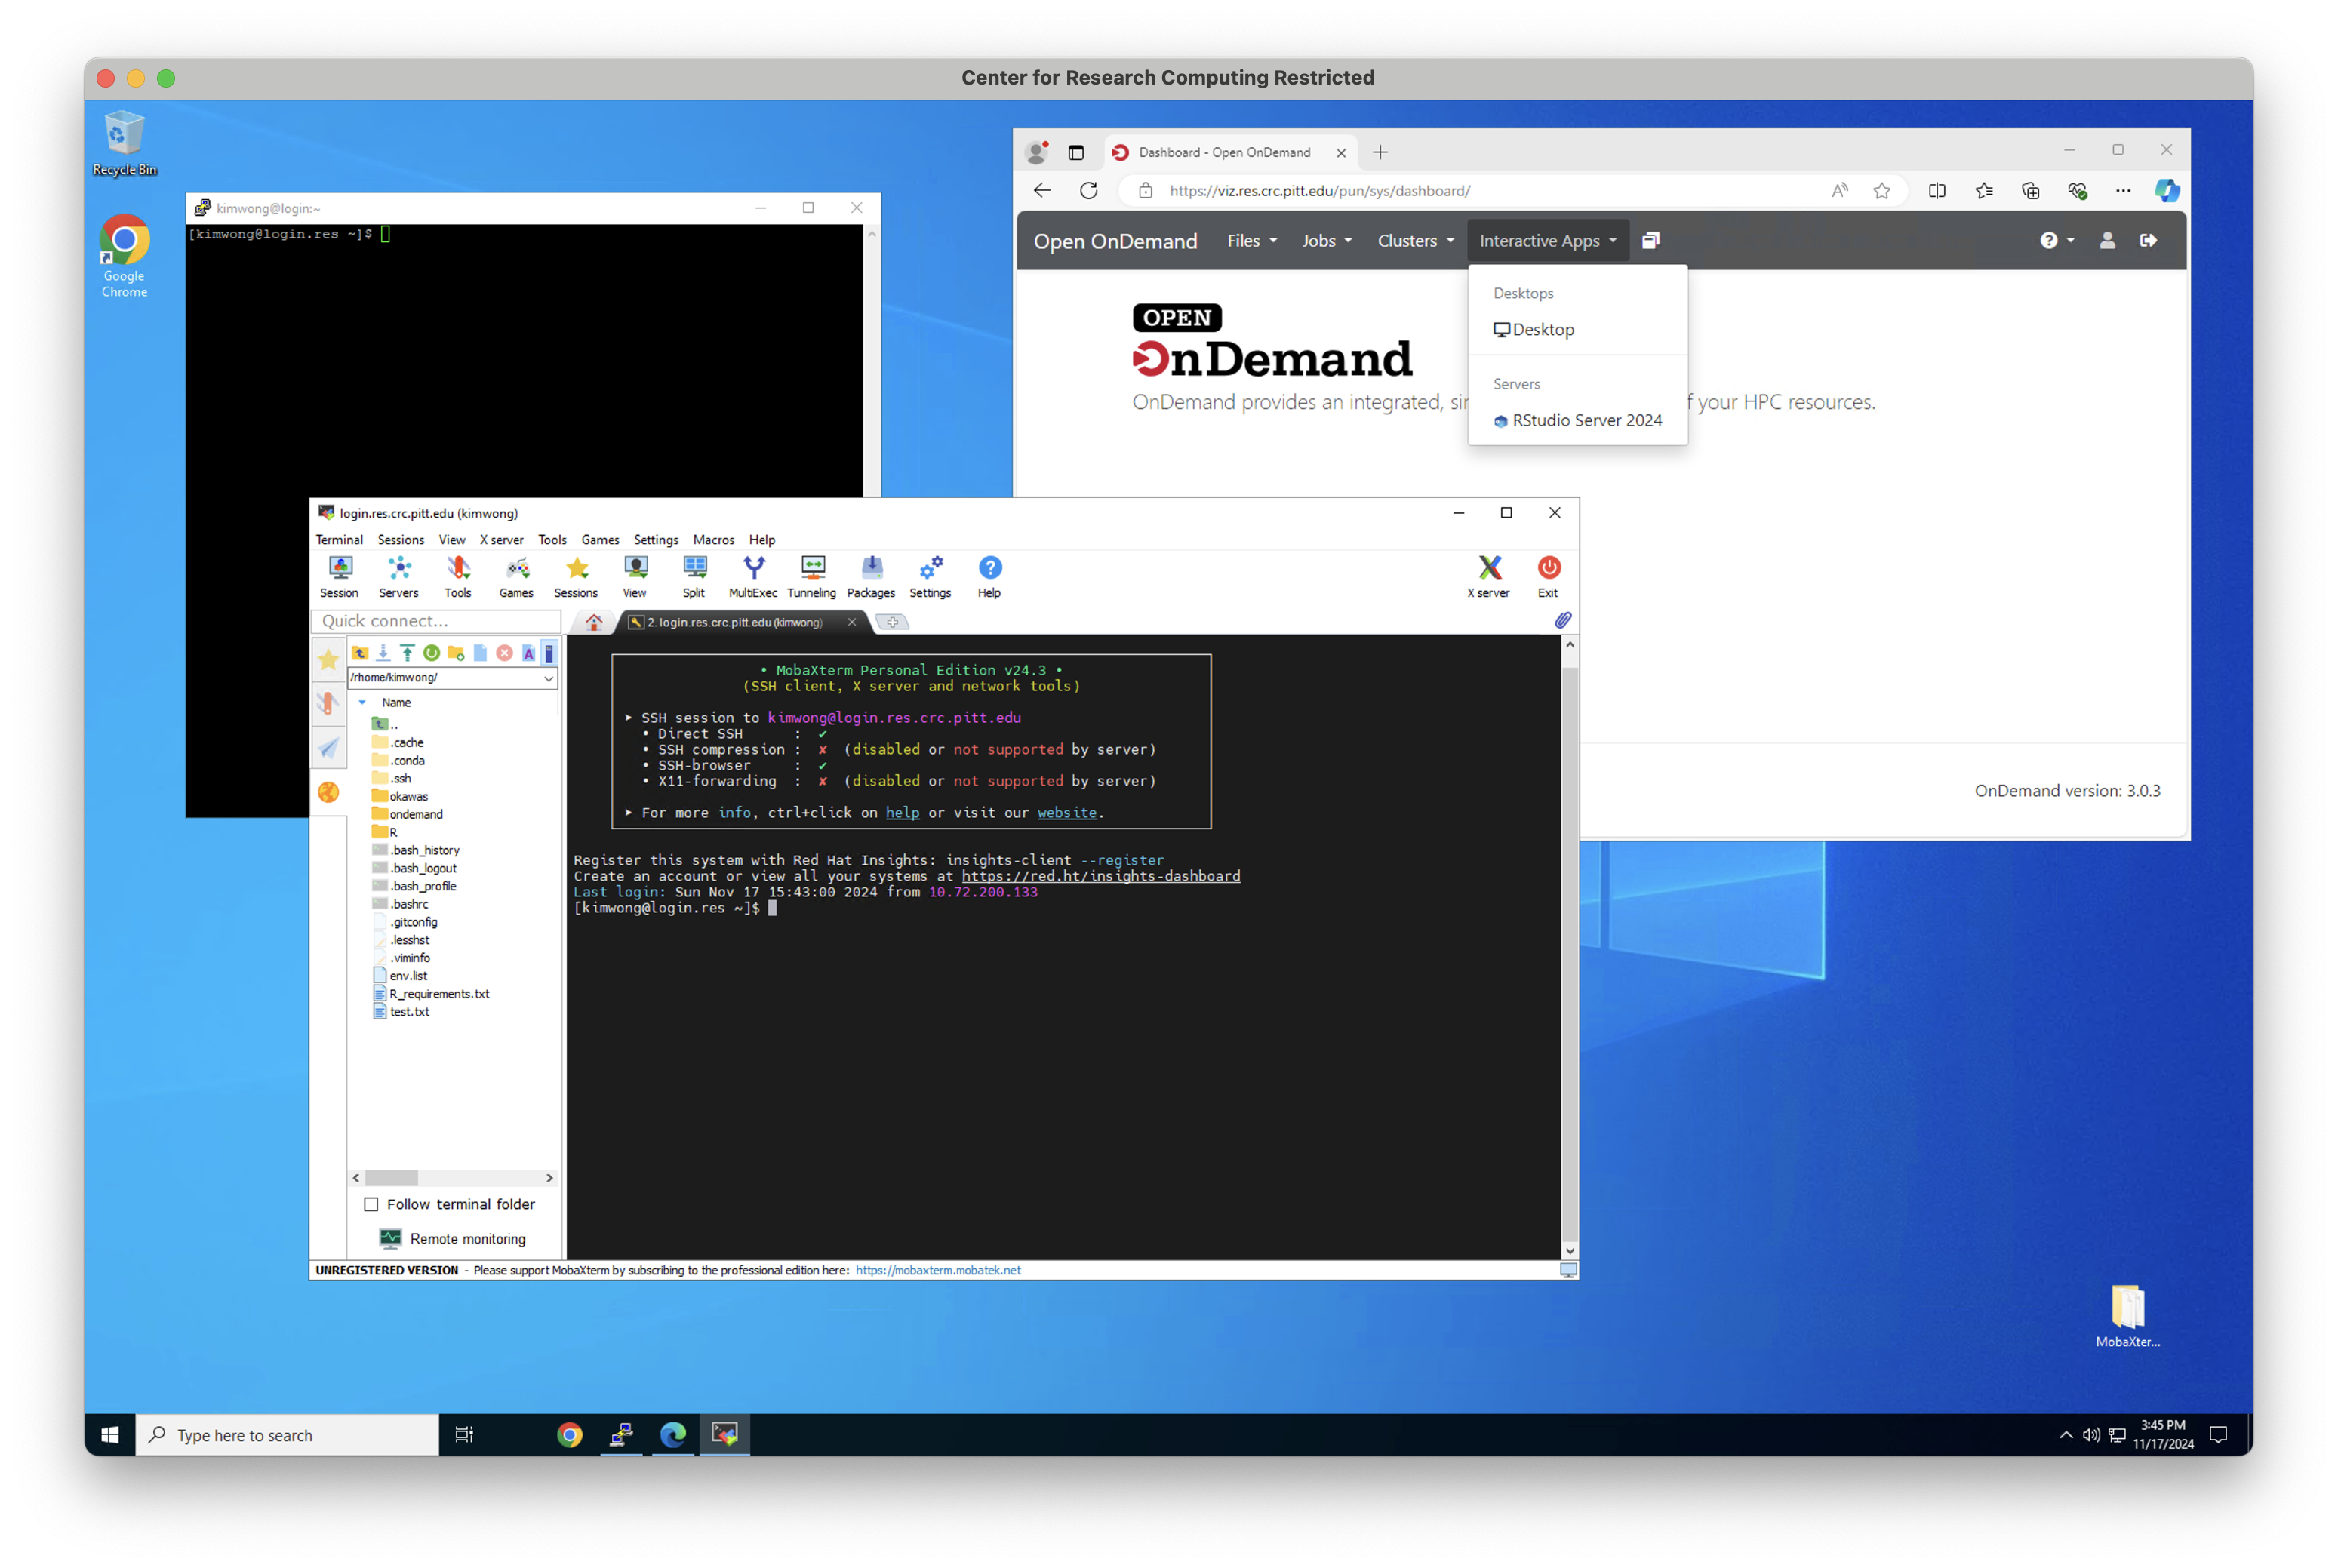 Center for Research Computing Restricted
Recycle Bin
Google
Chrome
kimwong@login:~
[kimwong@login.res ~]$
Dashboard - Open OnDemand
https://viz.res.crc.pitt.edu/pun/sys/dashboard/
Open OnDemand Files Jobs Clusters Interactive Apps
Desktops
Desktop
Servers
RStudio Server 2024
OPEN
OnDemand
OnDemand provides an integrated, sin f your HPC resources.
OnDemand version: 3.0.3
login.res.crc.pitt.edu (kimwong)
Terminal Sessions View X server Tools Games Settings Macros Help
Session Servers Tools Games Sessions View Split MultiExec Tunneling Packages Settings Help X server Exit
Quick connect...
2. login.res.crc.pitt.edu (kimwong)
/rhome/kimwong/
Name
..
.cache
.conda
.ssh
okawas
ondemand
R
.bash_history
.bash_logout
.bash_profile
.bashrc
.gitconfig
.lesshst
.viminfo
env.list
R_requirements.txt
test.txt
Follow terminal folder
Remote monitoring
• MobaXterm Personal Edition v24.3 •
(SSH client, X server and network tools)
➤ SSH session to kimwong@login.res.crc.pitt.edu
• Direct SSH : ✔
• SSH compression : ✘ (disabled or not supported by server)
• SSH-browser : ✔
• X11-forwarding : ✘ (disabled or not supported by server)
➤ For more info, ctrl+click on help or visit our website.
Register this system with Red Hat Insights: insights-client --register
Create an account or view all your systems at https://red.ht/insights-dashboard
Last login: Sun Nov 17 15:43:00 2024 from 10.72.200.133
[kimwong@login.res ~]$
UNREGISTERED VERSION - Please support MobaXterm by subscribing to the professional edition here: https://mobaxterm.mobatek.net
MobaXter...
Type here to search
3:45 PM
11/17/2024